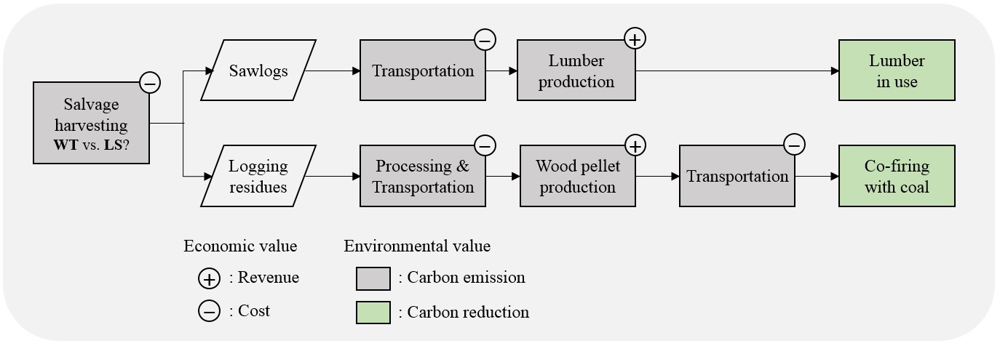 Salvage
harvesting
WT vs. LS?
−
Sawlogs
Transportation
−
Lumber
production
+
Lumber
in use
Logging
residues
Processing &
Transportation
−
Wood pellet
production
+
Transportation
−
Co-firing
with coal
Economic value
+ : Revenue
− : Cost
Environmental value
: Carbon emission
: Carbon reduction